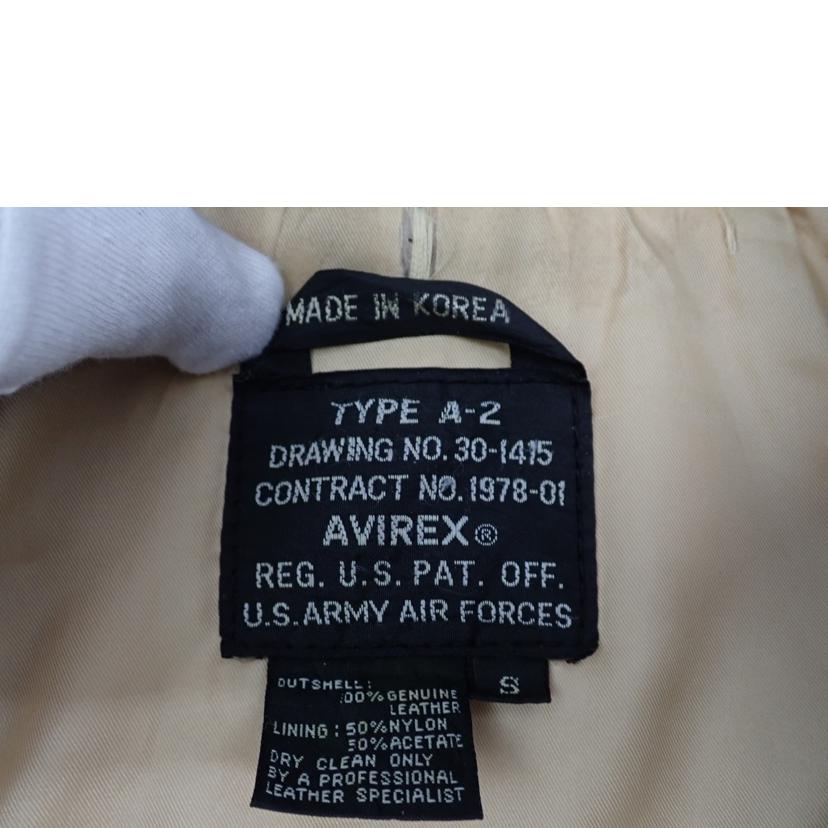 MADE IN KOREA
TYPE A-2
DRAWING NO. 30-1415
CONTRACT NO. 1978-01
AVIREX®
REG. U.S. PAT. OFF.
U.S. ARMY AIR FORCES
S
OUTSHELL:
100% GENUINE
LEATHER
LINING : 50% NYLON
50% ACETATE
DRY CLEAN ONLY
BY A PROFESSIONAL
LEATHER SPECIALIST